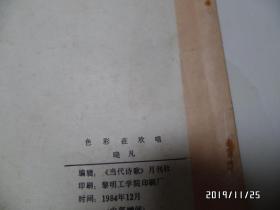 色彩在欢唱
晓凡
编辑：《当代诗歌》月刊社
印刷：黎明工学院印刷厂
时间：1984年12月
2019/11/25